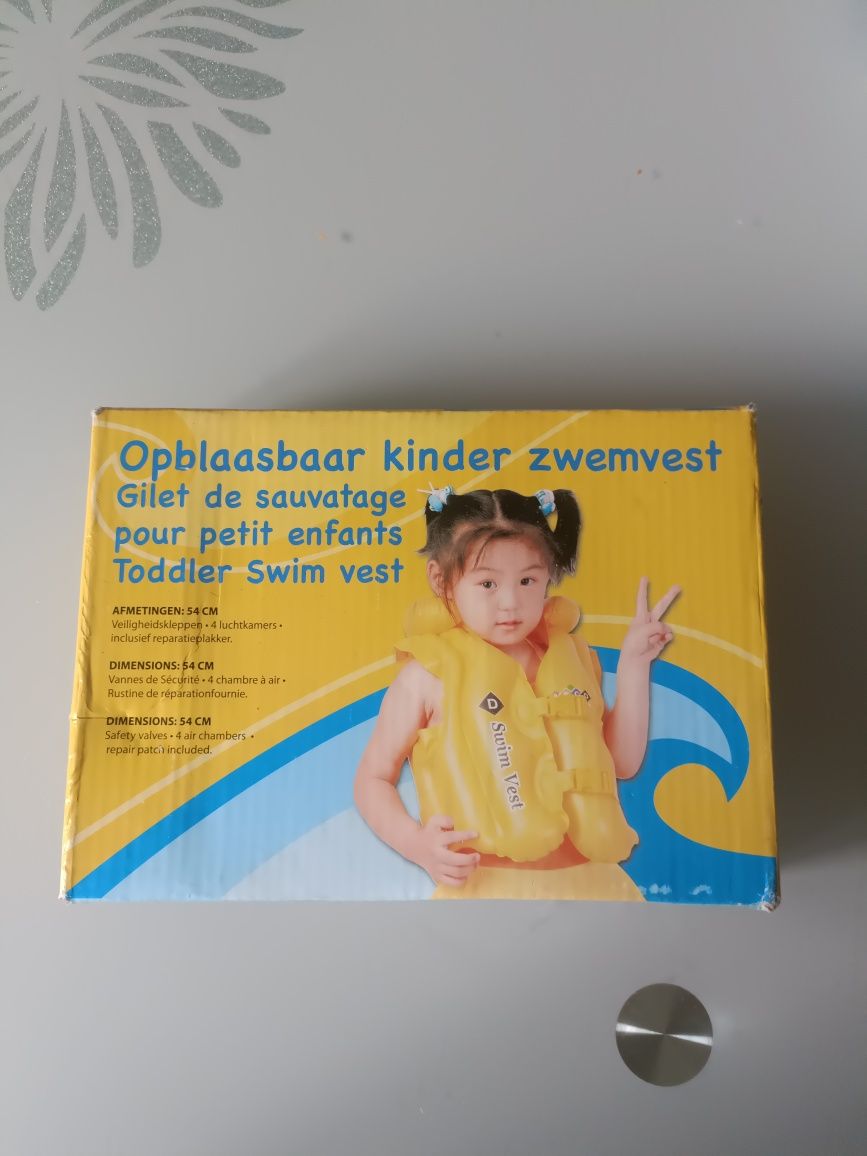 Opblaasbaar kinder zwemvest
Gilet de sauvatage
pour petit enfants
Toddler Swim vest
AFMETINGEN: 54 CM
Veiligheidskleppen • 4 luchtkamers •
inclusief reparatieplakker.
DIMENSIONS: 54 CM
Vannes de Sécurité • 4 chambre à air •
Rustine de réparationfournie.
DIMENSIONS: 54 CM
Safety valves • 4 air chambers •
repair patch included.
D
Swim Vest